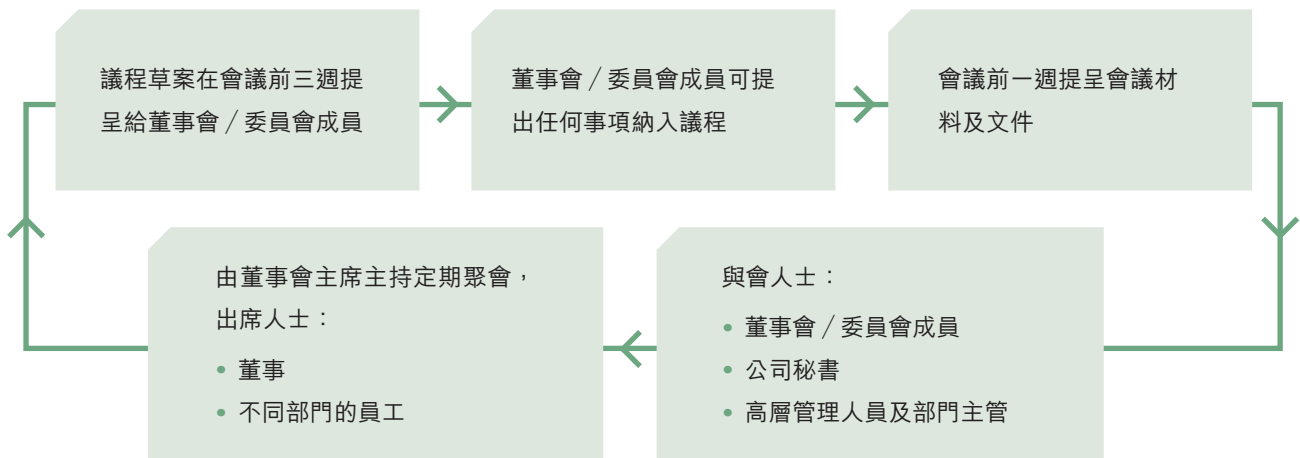 議程草案在會議前三週提
呈給董事會╱委員會成員
董事會╱委員會成員可提
出任何事項納入議程
會議前一週提呈會議材
料及文件
與會人士：
• 董事會╱委員會成員
• 公司秘書
• 高層管理人員及部門主管
由董事會主席主持定期聚會，
出席人士：
• 董事
• 不同部門的員工